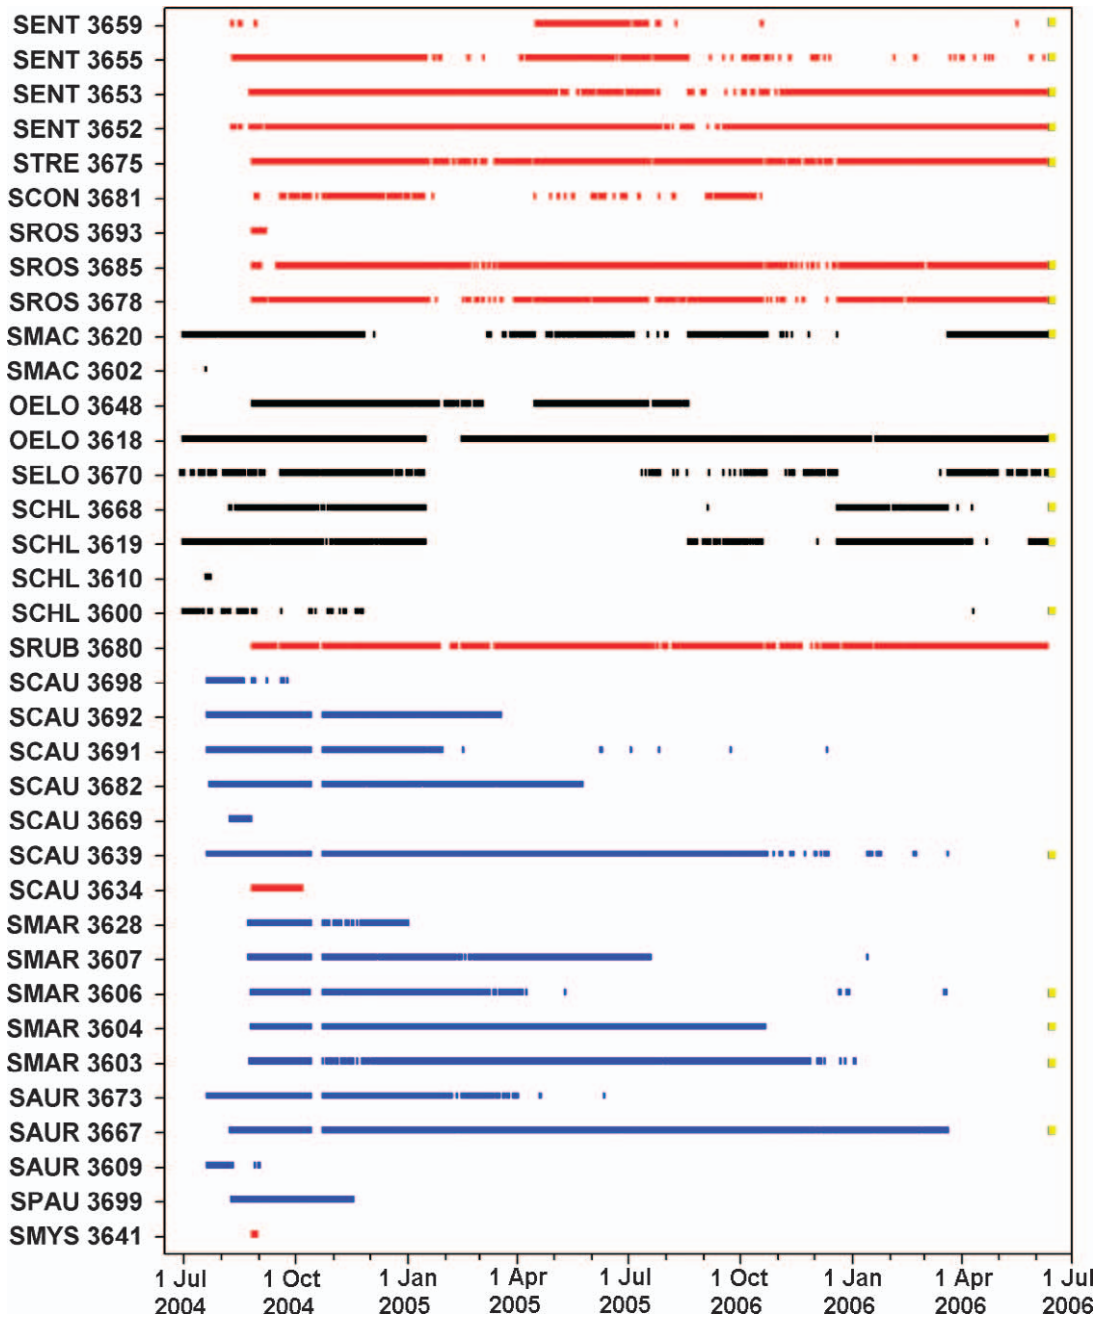 SENT 3659
SENT 3655
SENT 3653
SENT 3652
STRE 3675
SCON 3681
SROS 3693
SROS 3685
SROS 3678
SMAC 3620
SMAC 3602
OELO 3648
OELO 3618
SELO 3670
SCHL 3668
SCHL 3619
SCHL 3610
SCHL 3600
SRUB 3680
SCAU 3698
SCAU 3692
SCAU 3691
SCAU 3682
SCAU 3669
SCAU 3639
SCAU 3634
SMAR 3628
SMAR 3607
SMAR 3606
SMAR 3604
SMAR 3603
SAUR 3673
SAUR 3667
SAUR 3609
SPAU 3699
SMYS 3641
1 Jul 1 Oct 1 Jan 1 Apr 1 Jul 1 Oct 1 Jan 1 Apr 1 Jul
2004 2004 2005 2005 2005 2006 2006 2006 2006